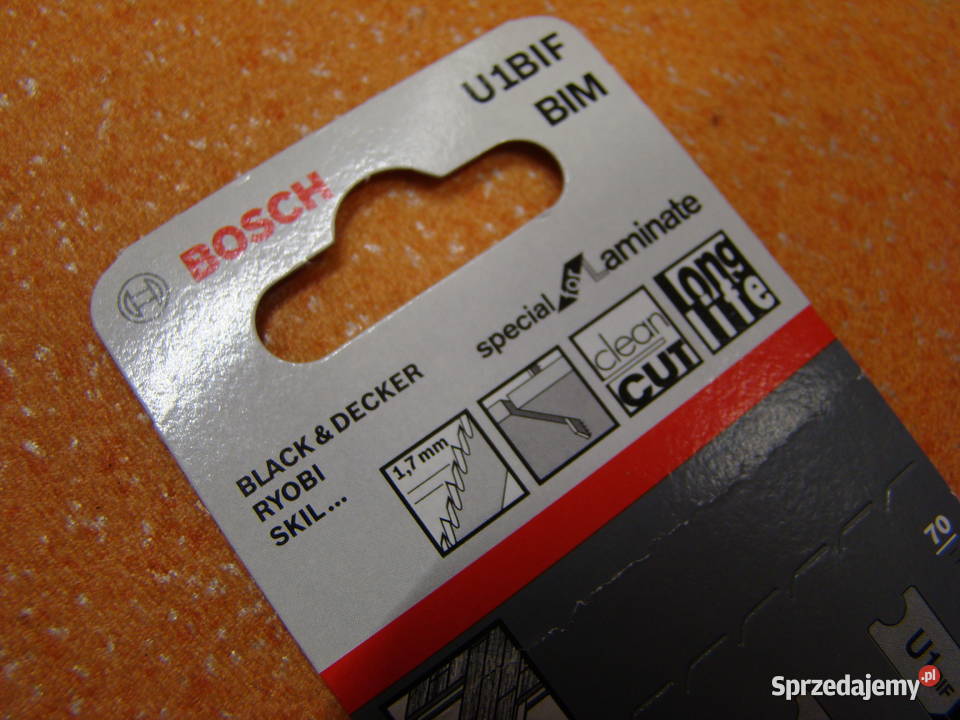 U1BIF
BIM
BOSCH
special for Laminate
clean
CUT
Long
life
BLACK & DECKER
RYOBI
SKIL...
1,7 mm
70
U1BIF
Sprzedajemy.pl